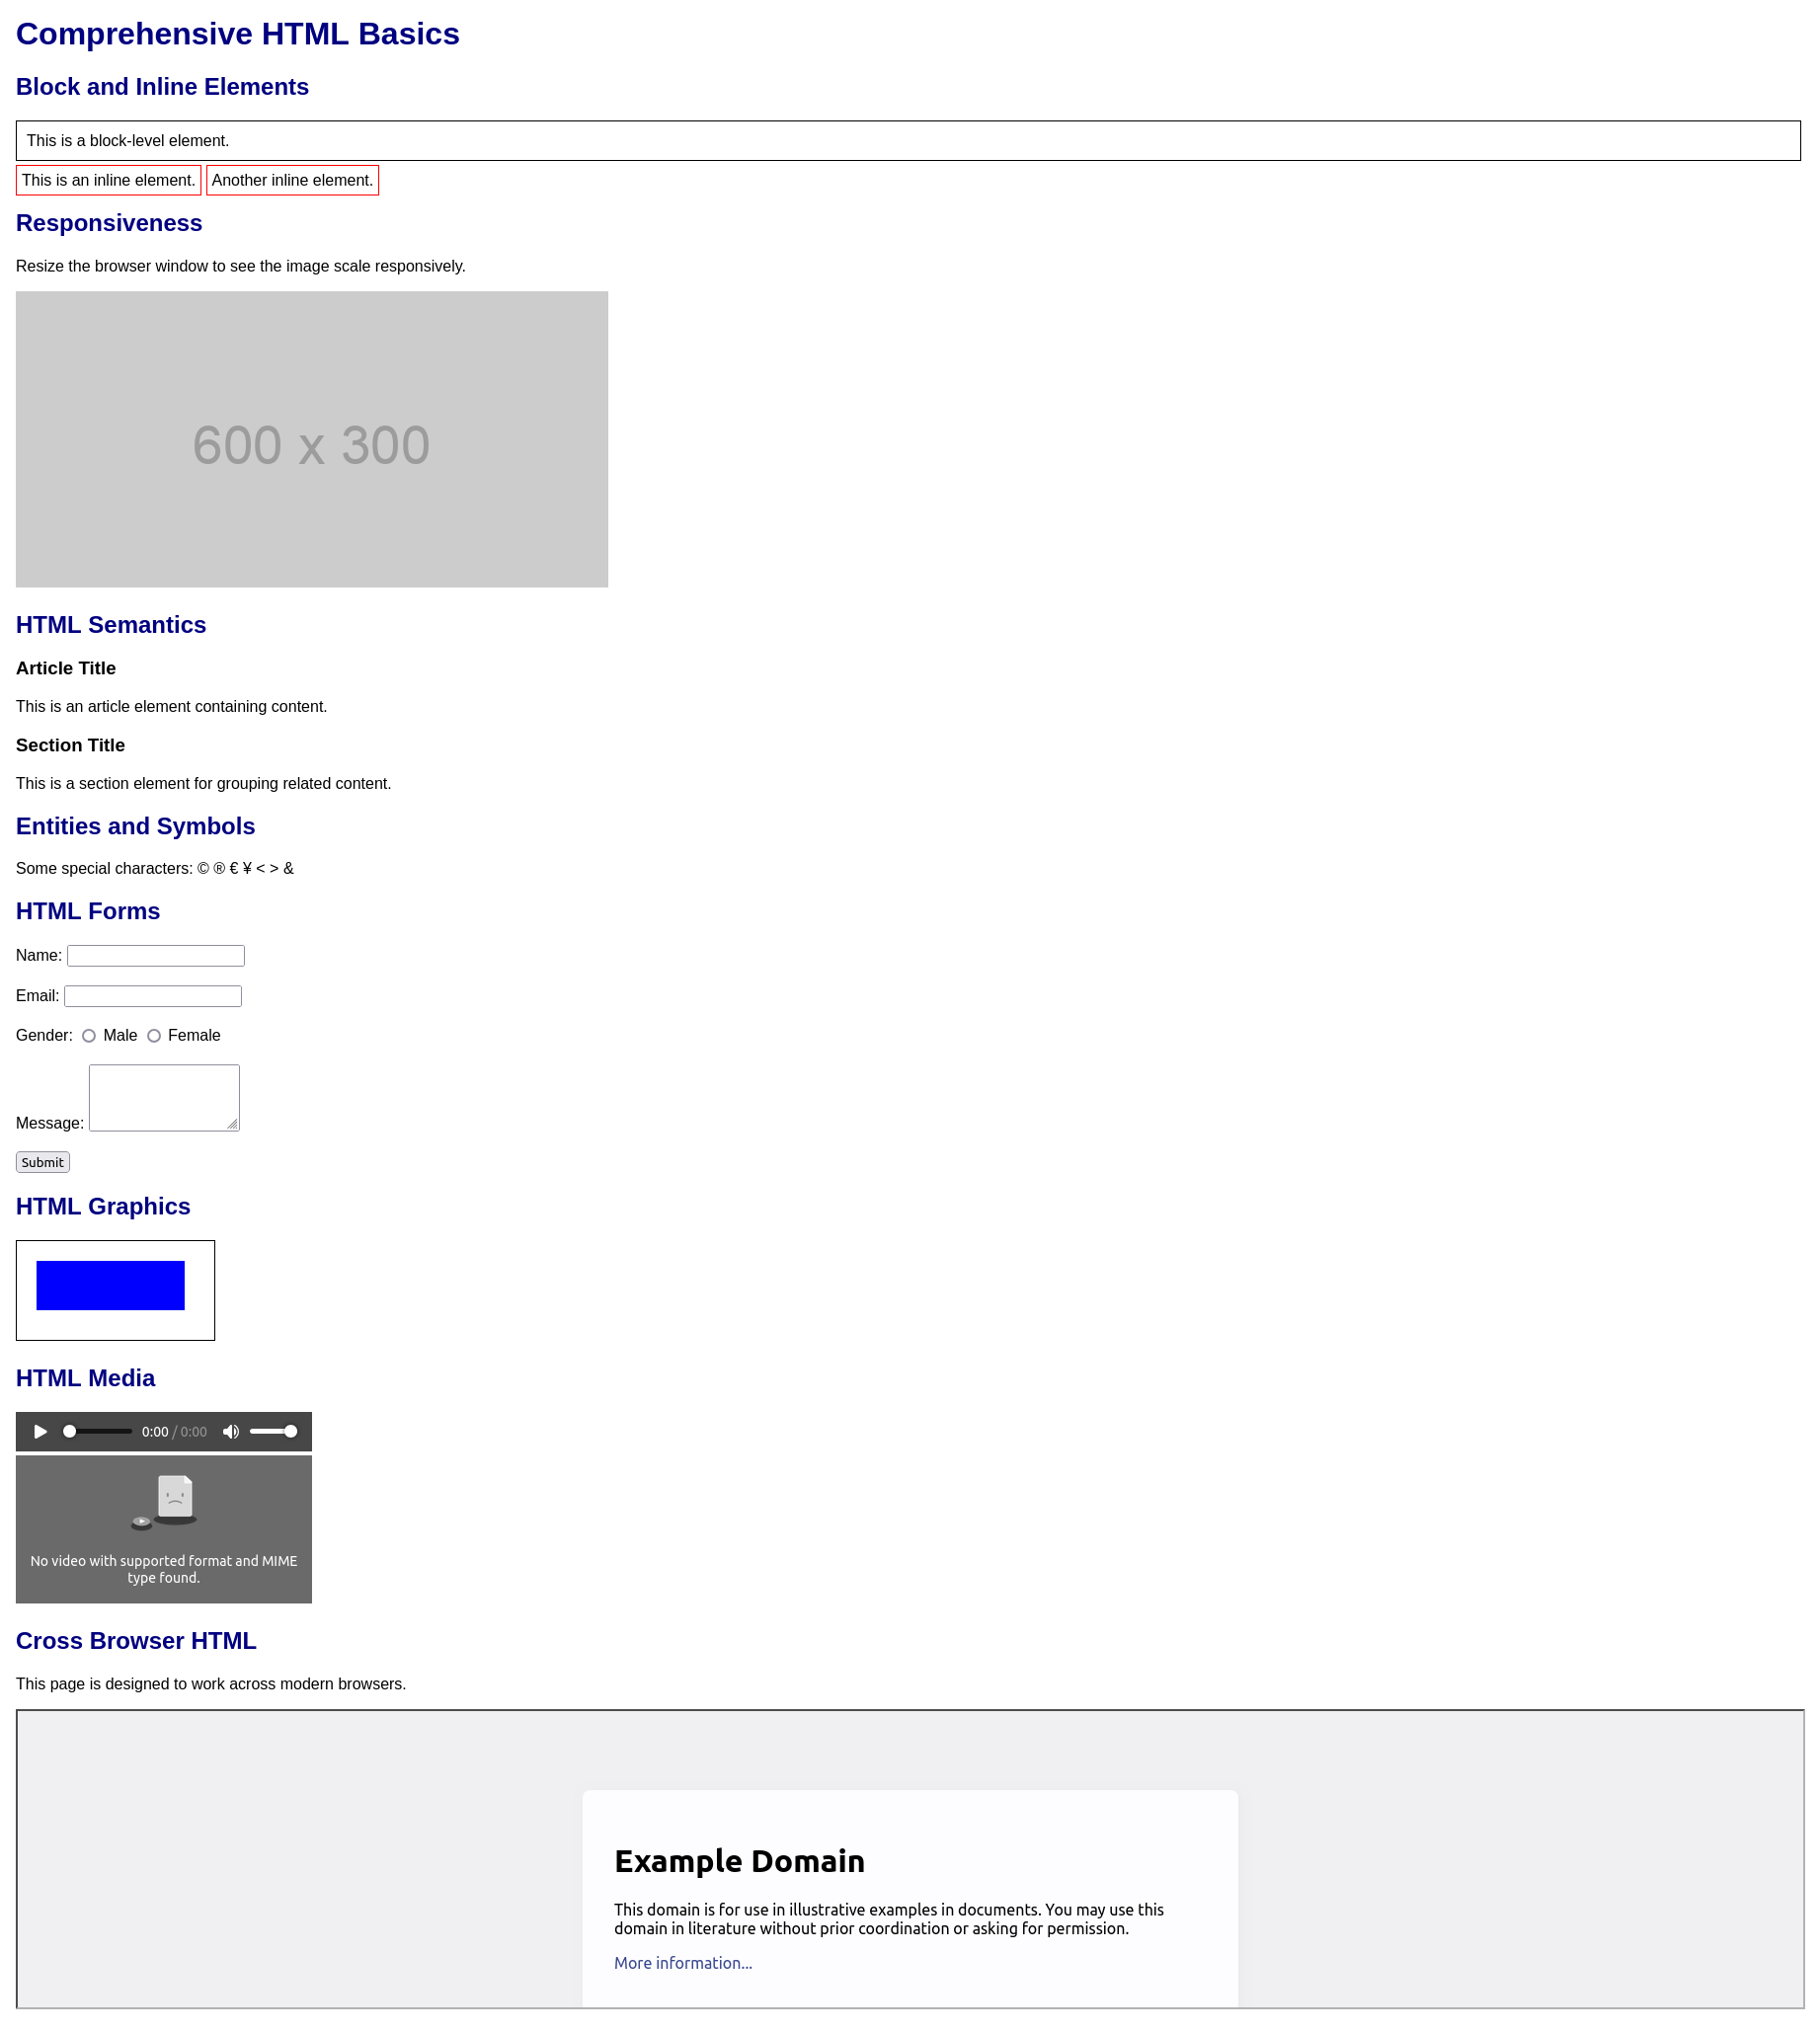 Comprehensive HTML Basics
Block and Inline Elements
This is a block-level element.
This is an inline element. Another inline element.
Responsiveness
Resize the browser window to see the image scale responsively.
600 x 300
HTML Semantics
Article Title
This is an article element containing content.
Section Title
This is a section element for grouping related content.
Entities and Symbols
Some special characters: © ® € ¥ < > &
HTML Forms
Name:
Email:
Gender: Male Female
Message:
Submit
HTML Graphics
HTML Media
0:00 / 0:00
No video with supported format and MIME
type found.
Cross Browser HTML
This page is designed to work across modern browsers.
Example Domain
This domain is for use in illustrative examples in documents. You may use this
domain in literature without prior coordination or asking for permission.
More information...